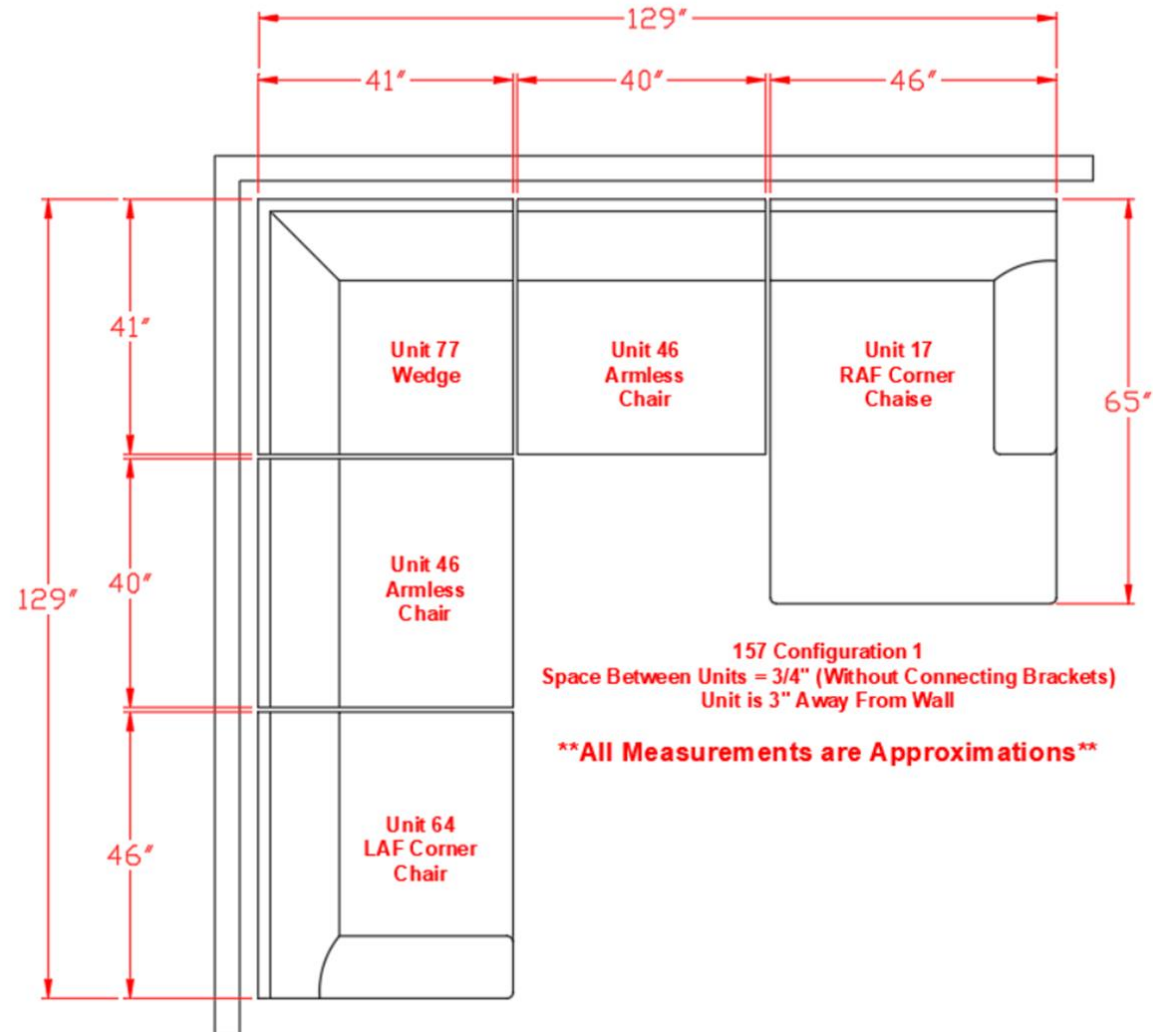 129"
41"
40"
46"
41"
Unit 77
Wedge
Unit 46
Armless
Chair
Unit 17
RAF Corner
Chaise
65"
129"
40"
Unit 46
Armless
Chair
157 Configuration 1
Space Between Units = 3/4" (Without Connecting Brackets)
Unit is 3" Away From Wall
**All Measurements are Approximations**
46"
Unit 64
LAF Corner
Chair